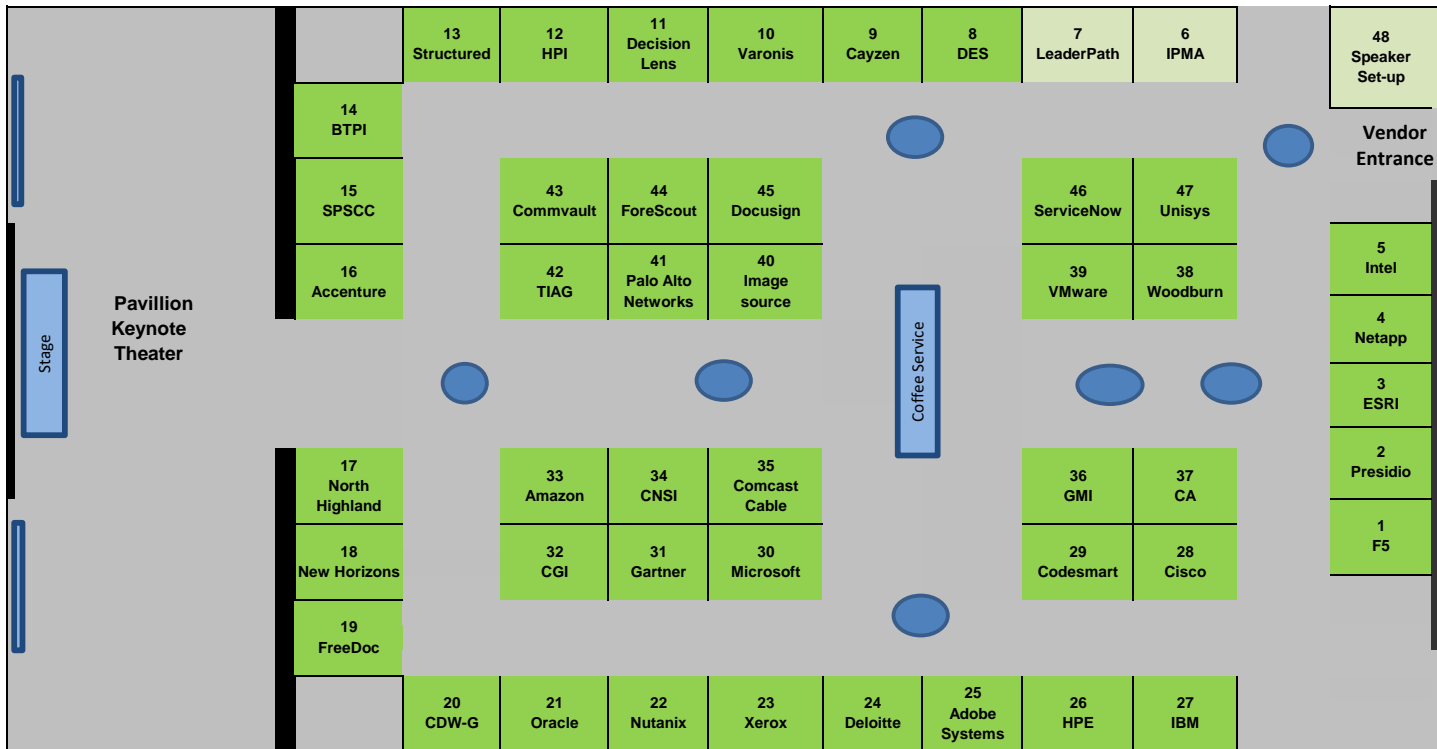 13
Structured
12
HPI
11
Decision
Lens
10
Varonis
9
Cayzen
8
DES
7
LeaderPath
6
IPMA
48
Speaker
Set-up
14
BTPI
Vendor
Entrance
15
SPSCC
43
Commvault
44
ForeScout
45
Docusign
46
ServiceNow
47
Unisys
5
Intel
16
Accenture
42
TIAG
41
Palo Alto
Networks
40
Image
source
39
VMware
38
Woodburn
4
Netapp
Pavillion
Keynote
Theater
Stage
Coffee Service
3
ESRI
2
Presidio
17
North
Highland
33
Amazon
34
CNSI
35
Comcast
Cable
36
GMI
37
CA
1
F5
18
New Horizons
32
CGI
31
Gartner
30
Microsoft
29
Codesmart
28
Cisco
19
FreeDoc
20
CDW-G
21
Oracle
22
Nutanix
23
Xerox
24
Deloitte
25
Adobe
Systems
26
HPE
27
IBM